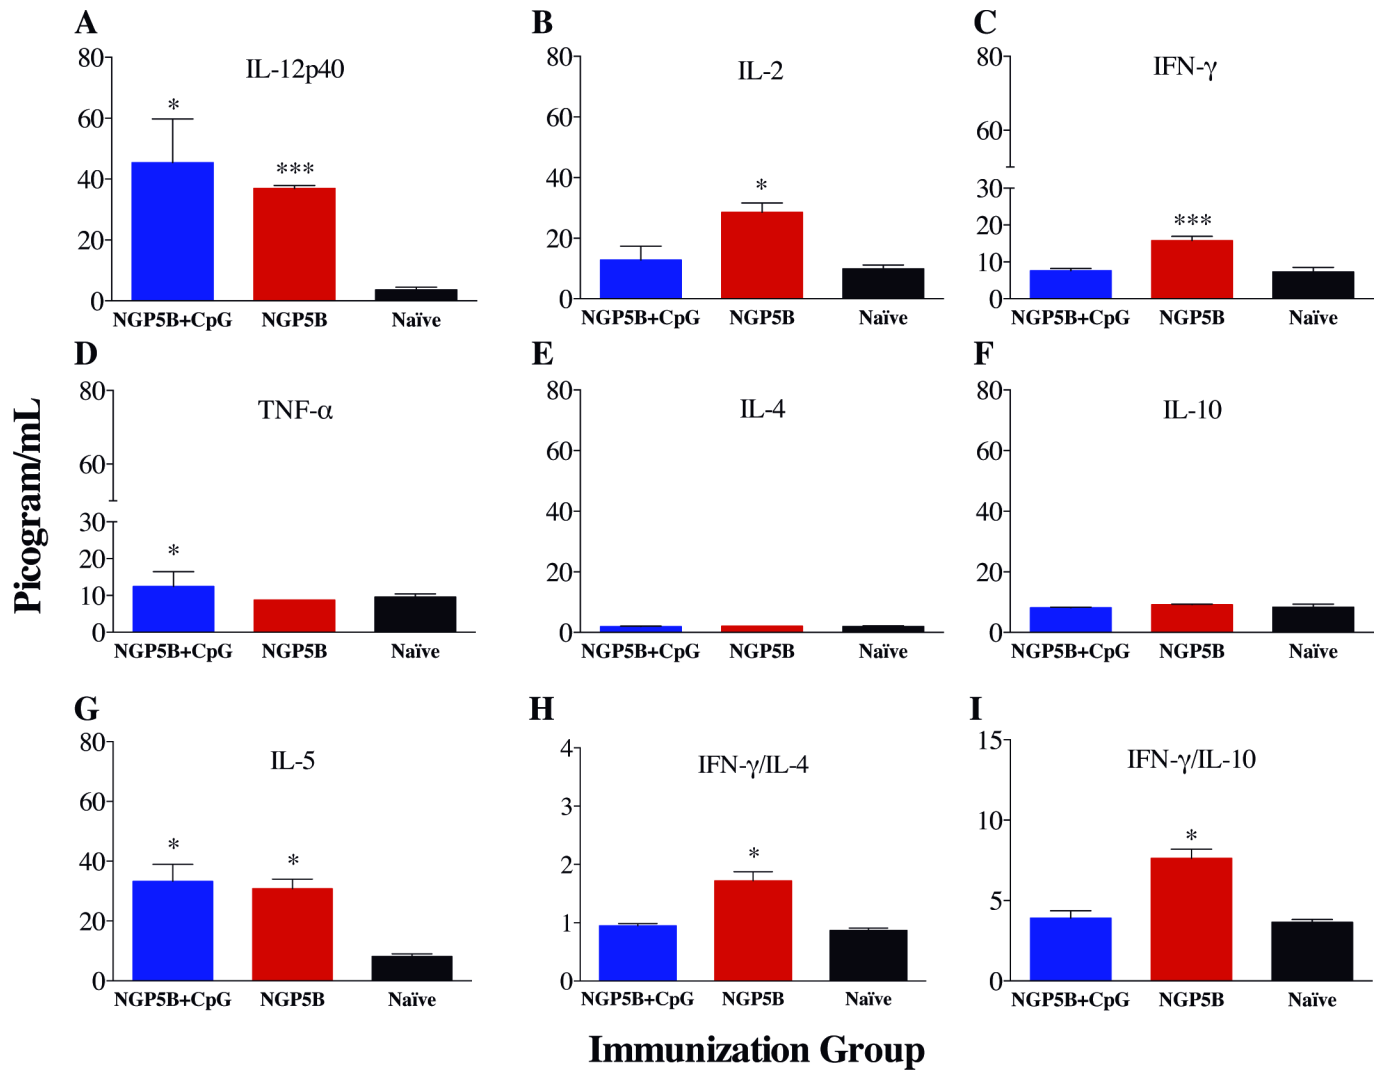 A
IL-12p40
80
60
40
20
0
*
***
NGP5B+CpG NGP5B Naïve
B
IL-2
80
60
40
20
0
*
NGP5B+CpG NGP5B Naïve
C
IFN-γ
80
60
30
20
10
0
***
NGP5B+CpG NGP5B Naïve
D
TNF-α
80
60
30
20
10
0
*
NGP5B+CpG NGP5B Naïve
E
IL-4
80
60
40
20
0
NGP5B+CpG NGP5B Naïve
F
IL-10
80
60
40
20
0
NGP5B+CpG NGP5B Naïve
G
IL-5
80
60
40
20
0
*
*
NGP5B+CpG NGP5B Naïve
H
IFN-γ/IL-4
4
3
2
1
0
*
NGP5B+CpG NGP5B Naïve
I
IFN-γ/IL-10
15
10
5
0
*
NGP5B+CpG NGP5B Naïve
Picogram/mL
Immunization Group